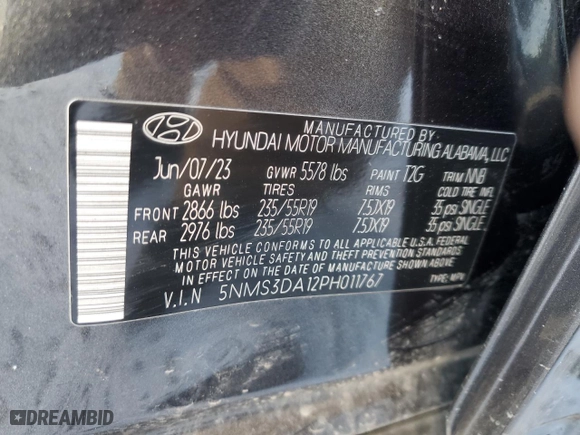 MANUFACTURED BY
HYUNDAI MOTOR MANUFACTURING ALABAMA, LLC
Jun/07/23 GVWR 5578 lbs PAINT T2G TRIM NNB
GAWR TIRES RIMS COLD TIRE INFL
FRONT 2866 lbs 235/55R19 7.5JX19 35 psi SINGLE
REAR 2976 lbs 235/55R19 7.5JX19 35 psi SINGLE
THIS VEHICLE CONFORMS TO ALL APPLICABLE U.S.A. FEDERAL
MOTOR VEHICLE SAFETY, BUMPER, AND THEFT PREVENTION STANDARDS
IN EFFECT ON THE DATE OF MANUFACTURE SHOWN ABOVE.
V.I.N 5NMS3DA12PH011767 TYPE: MPV
DREAMBID